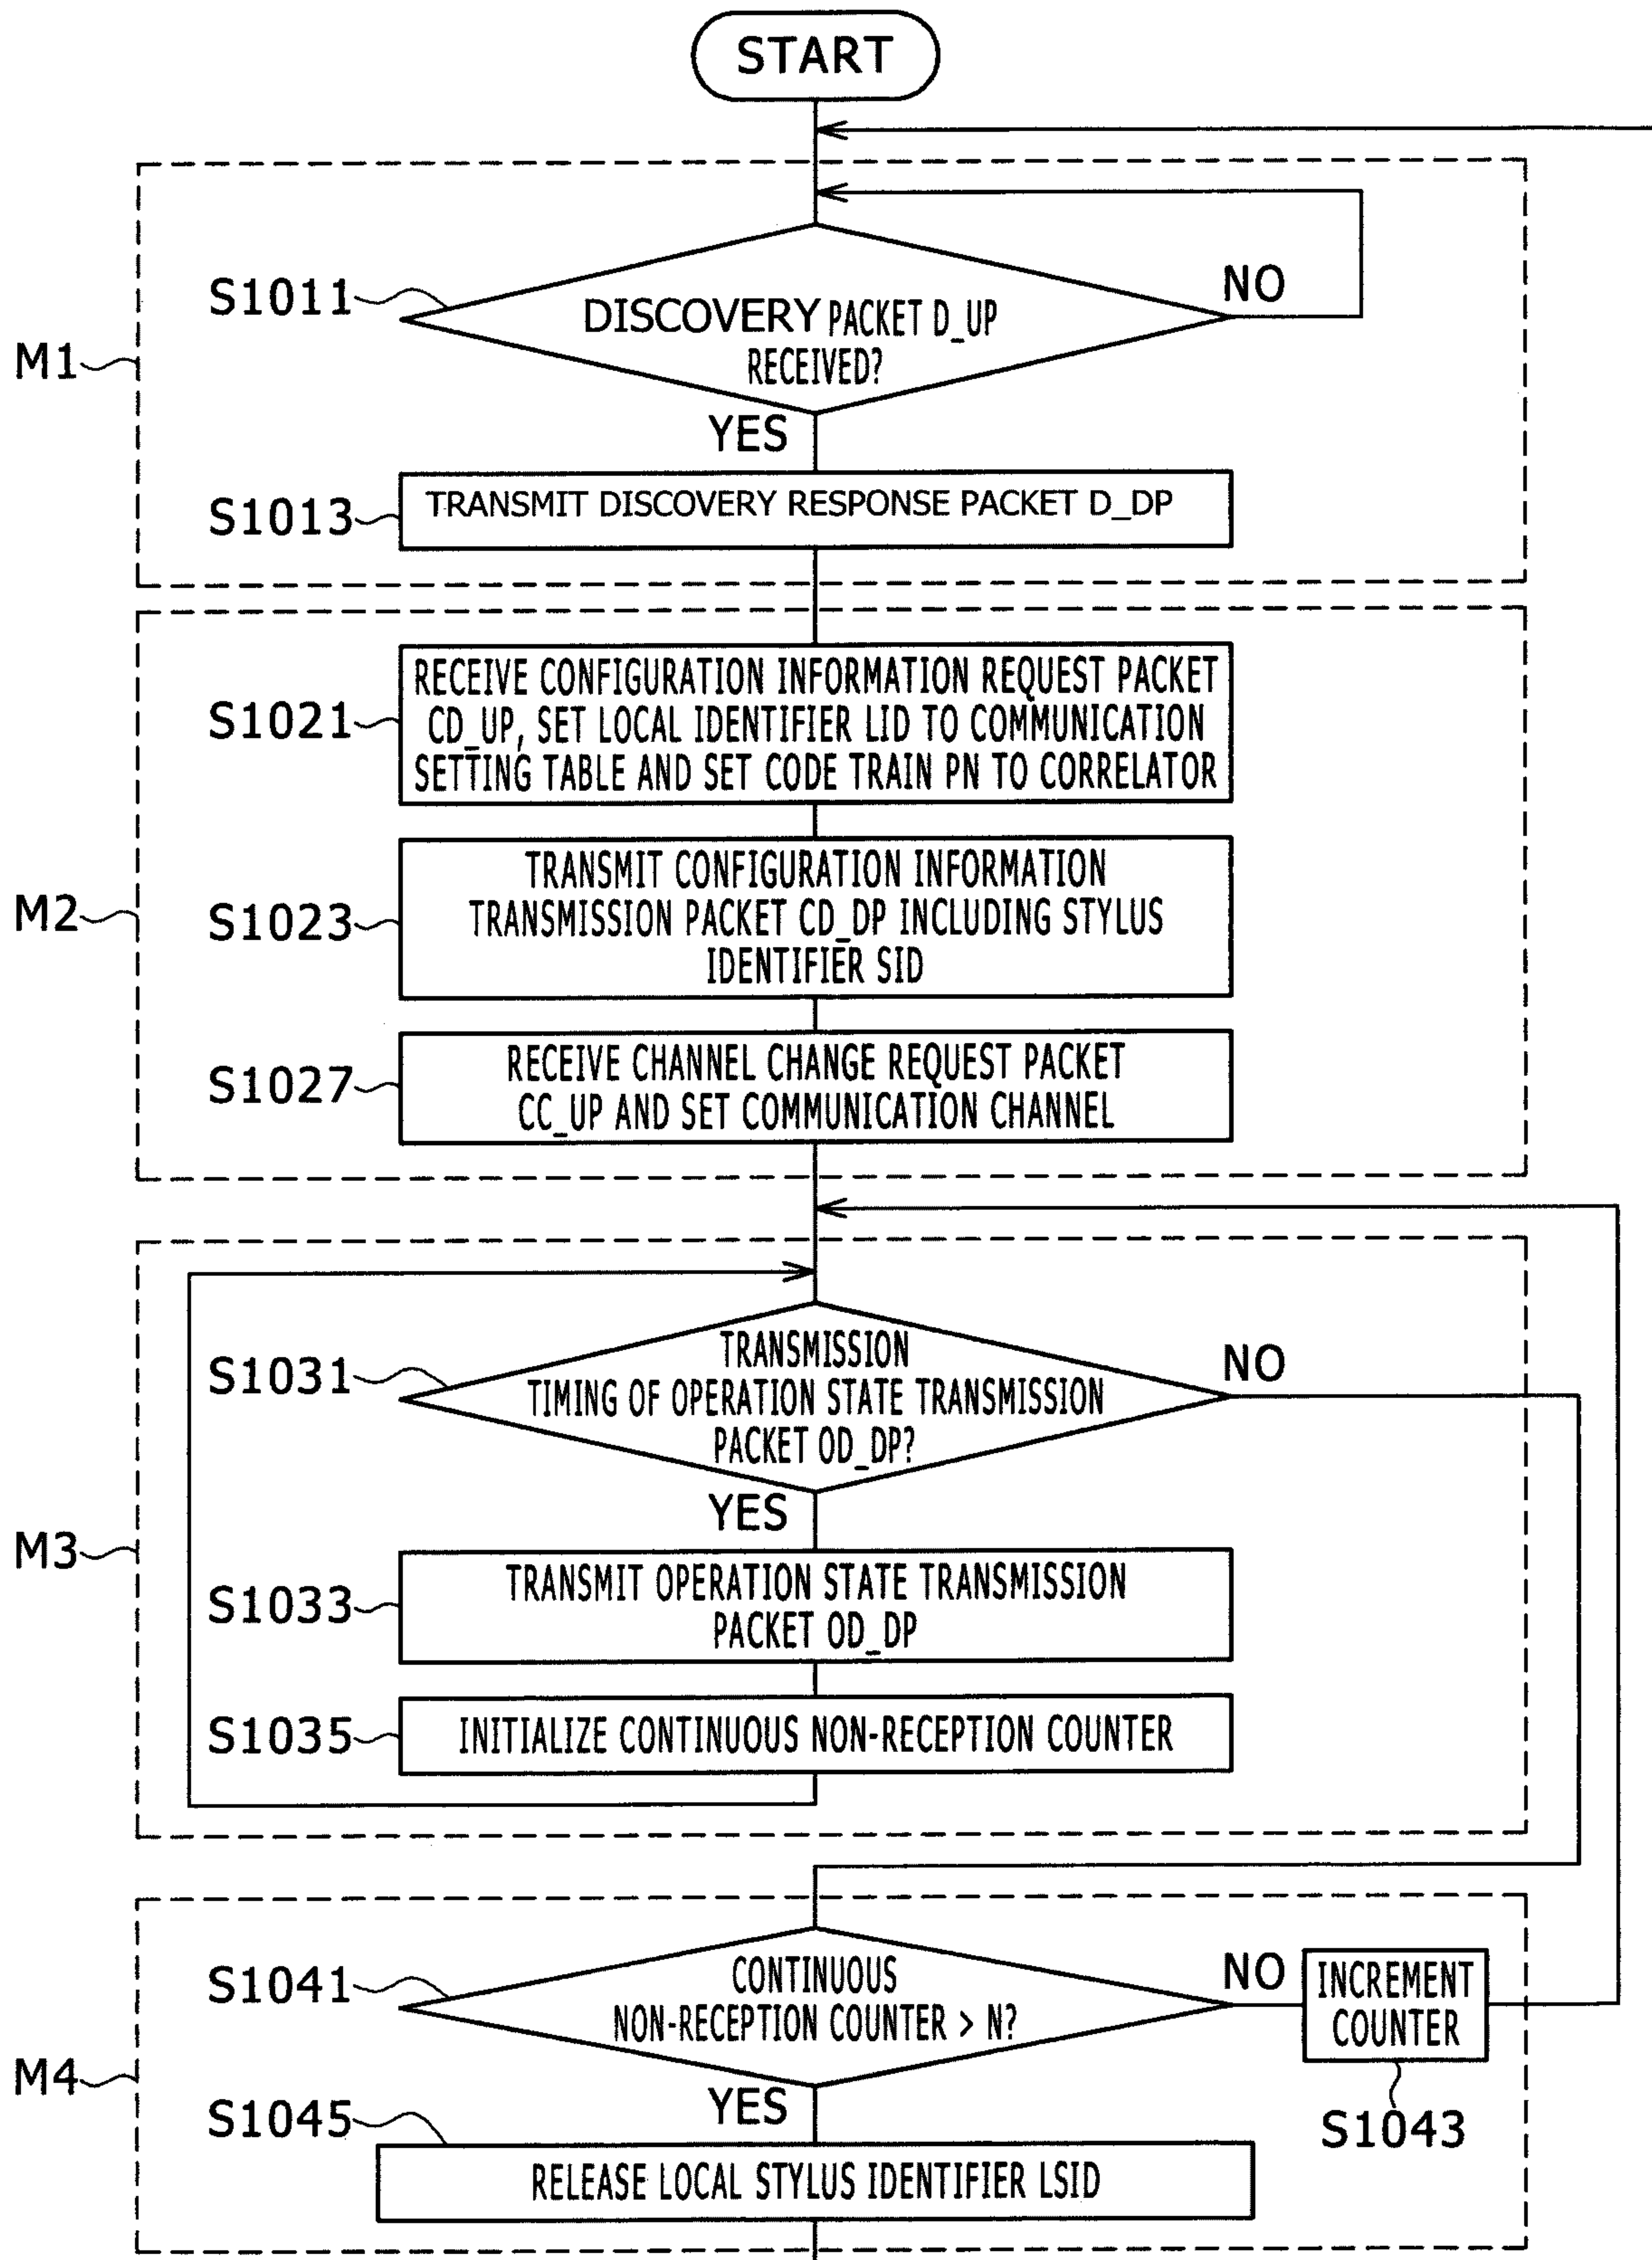 START
S1011
DISCOVERY PACKET D_UP
RECEIVED?
NO
M1
YES
S1013
TRANSMIT DISCOVERY RESPONSE PACKET D_DP
S1021
RECEIVE CONFIGURATION INFORMATION REQUEST PACKET
CD_UP, SET LOCAL IDENTIFIER LID TO COMMUNICATION
SETTING TABLE AND SET CODE TRAIN PN TO CORRELATOR
M2
S1023
TRANSMIT CONFIGURATION INFORMATION
TRANSMISSION PACKET CD_DP INCLUDING STYLUS
IDENTIFIER SID
S1027
RECEIVE CHANNEL CHANGE REQUEST PACKET
CC_UP AND SET COMMUNICATION CHANNEL
S1031
TRANSMISSION
TIMING OF OPERATION STATE TRANSMISSION
PACKET OD_DP?
NO
YES
M3
S1033
TRANSMIT OPERATION STATE TRANSMISSION
PACKET OD_DP
S1035
INITIALIZE CONTINUOUS NON-RECEPTION COUNTER
S1041
CONTINUOUS
NON-RECEPTION COUNTER > N?
NO
INCREMENT
COUNTER
M4
YES
S1043
S1045
RELEASE LOCAL STYLUS IDENTIFIER LSID